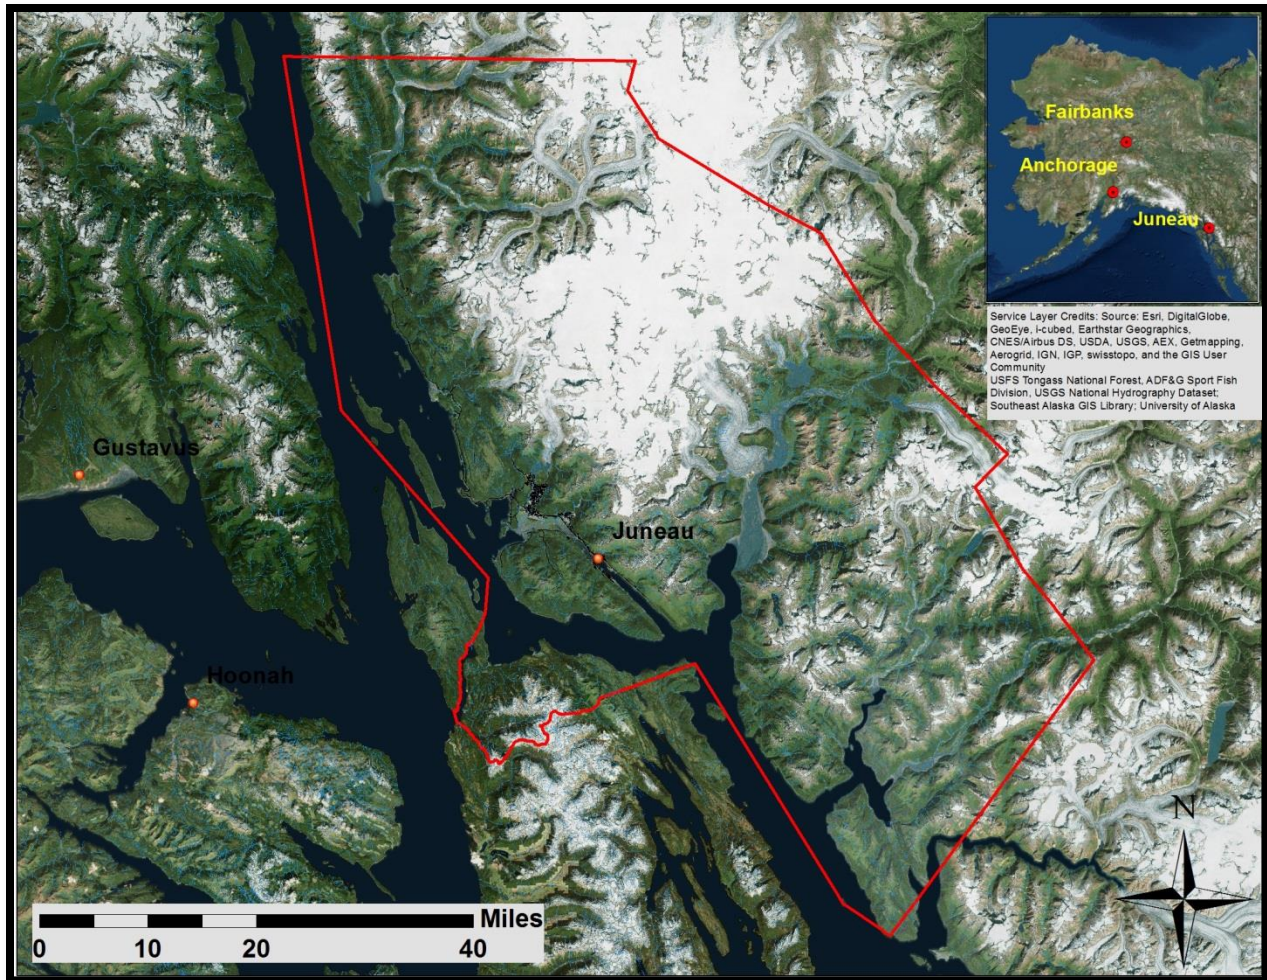 Fairbanks
Anchorage
Juneau
Service Layer Credits: Source: Esri, DigitalGlobe,
GeoEye, i-cubed, Earthstar Geographics,
CNES/Airbus DS, USDA, USGS, AEX, Getmapping,
Aerogrid, IGN, IGP, swisstopo, and the GIS User
Community
USFS Tongass National Forest, ADF&G Sport Fish
Division, USGS National Hydrography Dataset;
Southeast Alaska GIS Library; University of Alaska
Gustavus
Juneau
Hoonah
N
Miles
0 10 20 40